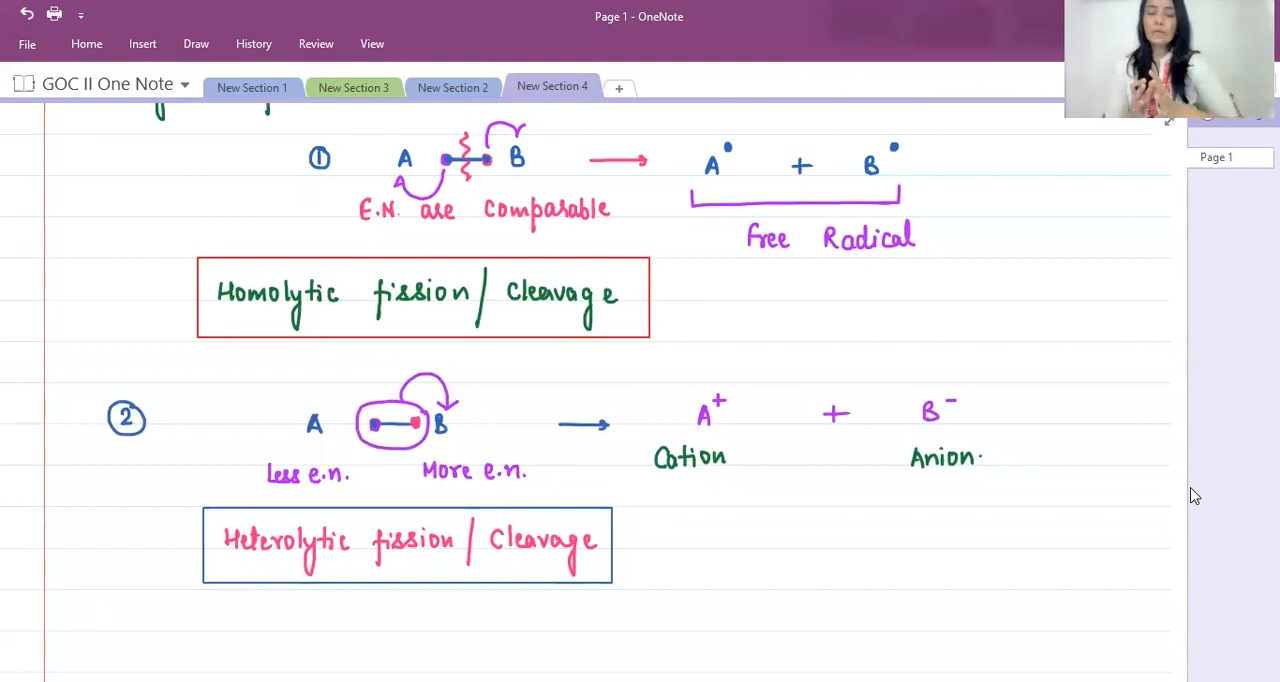 Page 1 - OneNote
File Home Insert Draw History Review View
GOC II One Note New Section 1 New Section 3 New Section 2 New Section 4 +
Page 1
① A B → A• + B•
E.N. are comparable
Free Radical
Homolytic fission / Cleavage
② A B → A⁺ + B⁻
Less e.n. More e.n. Cation Anion.
Heterolytic fission / Cleavage